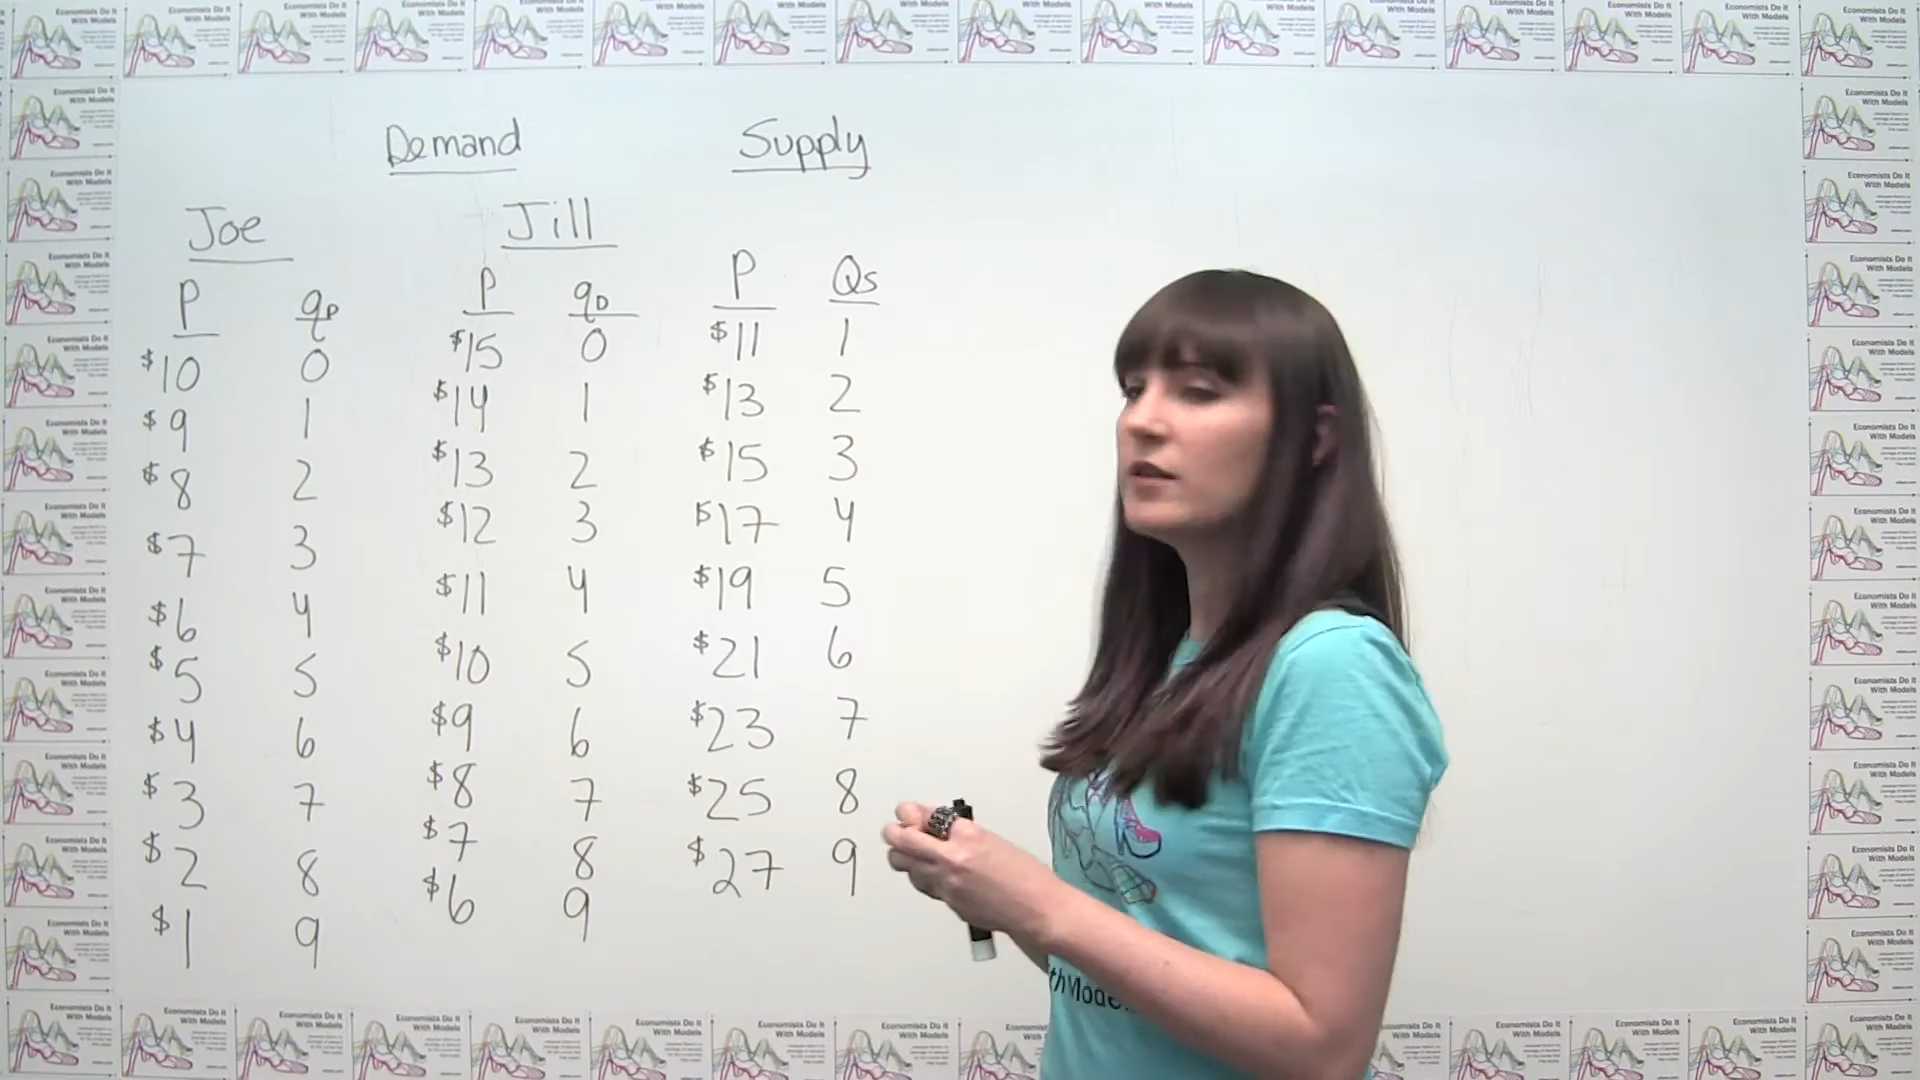 Demand
Supply
Joe
Jill
P qD
P qD
P Qs
$10 0
$9 1
$8 2
$7 3
$6 4
$5 5
$4 6
$3 7
$2 8
$1 9
$15 0
$14 1
$13 2
$12 3
$11 4
$10 5
$9 6
$8 7
$7 8
$6 9
$11 1
$13 2
$15 3
$17 4
$19 5
$21 6
$23 7
$25 8
$27 9
Economists Do It
With Models
thMode